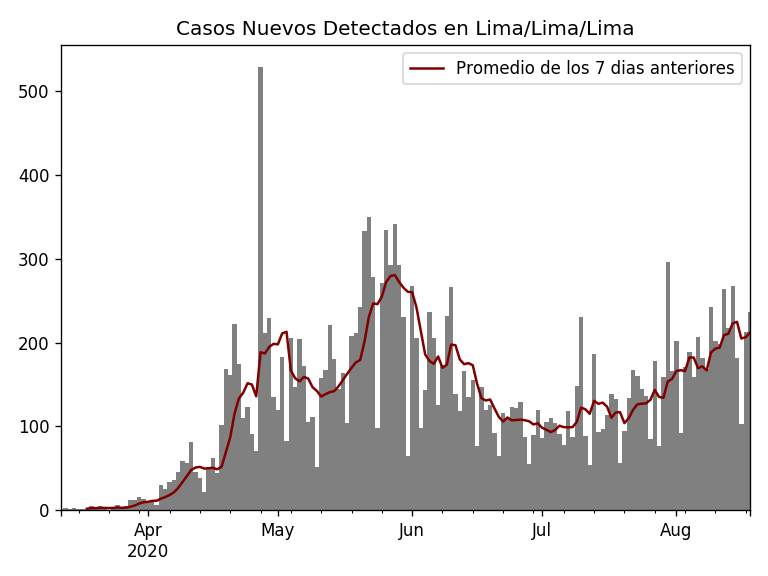 Casos Nuevos Detectados en Lima/Lima/Lima
Promedio de los 7 dias anteriores
500
400
300
200
100
0
Apr
2020
May
Jun
Jul
Aug